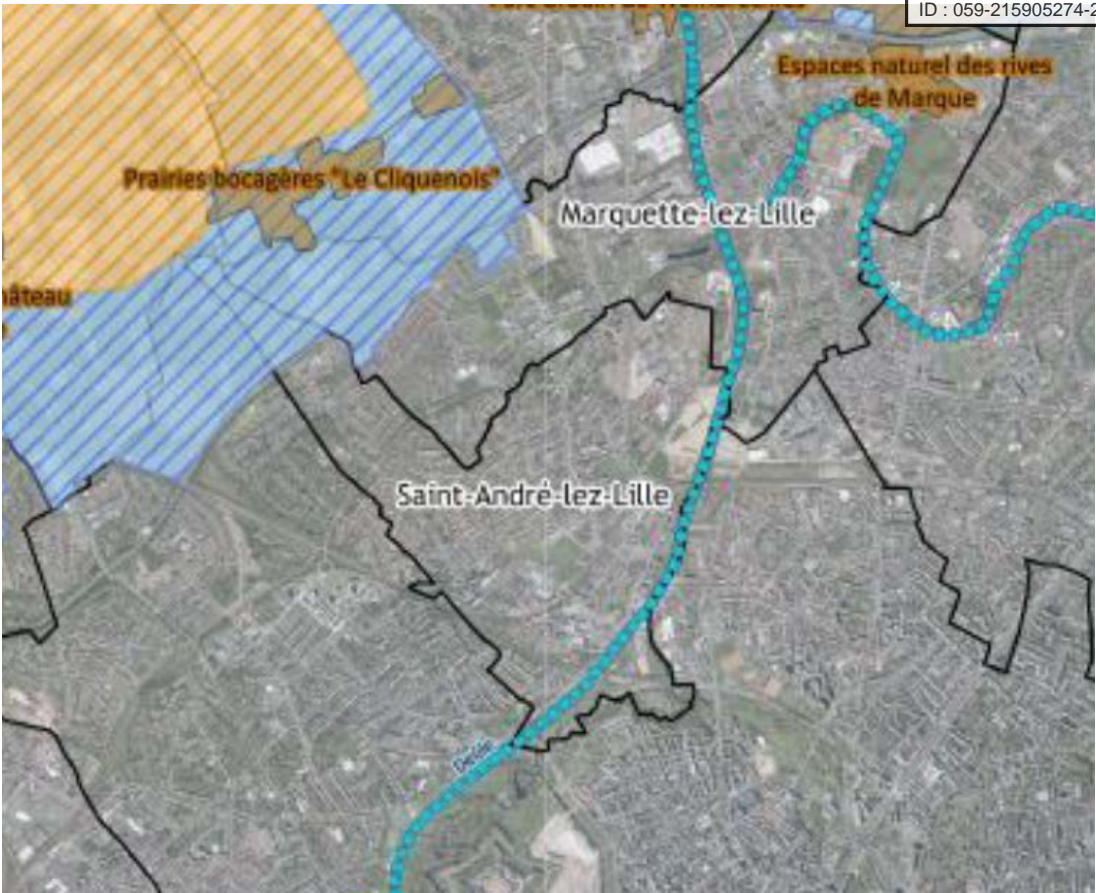 ID : 059-215905274-2
Espaces naturel des rives
de Marque
Prairies bocagères "Le Cliquenois"
Marquette-lez-Lille
hâteau
Saint-André-lez-Lille
Deûle